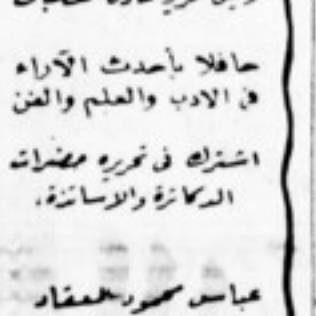 حافلا بأحدث الآراء
فى الادب والعلم والفن
اشترك فى تحريره حضرات
الدكاترة والاساتذة .
عباس محمود العقاد